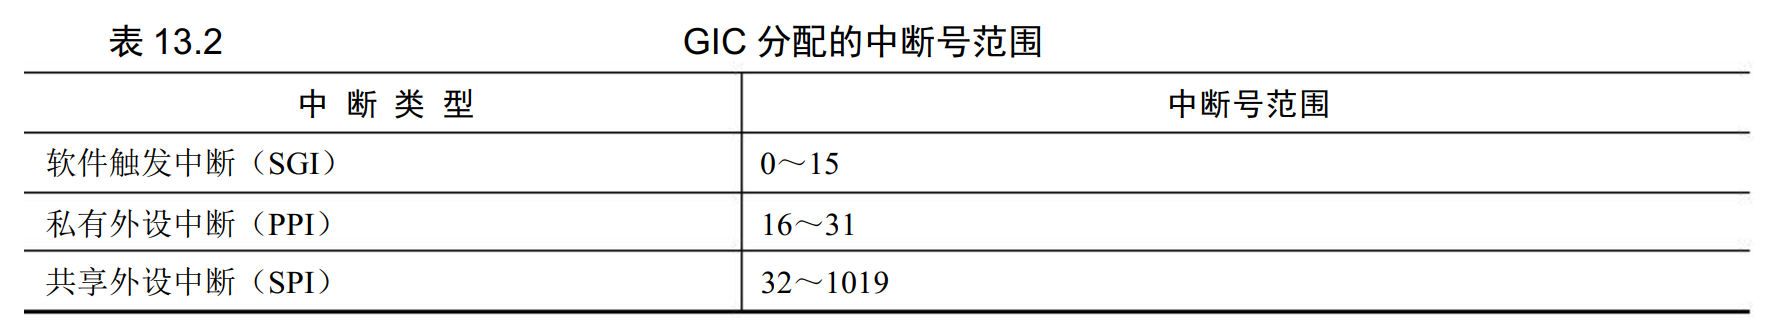 表 13.2 GIC 分配的中断号范围
中 断 类 型 中断号范围
软件触发中断（SGI） 0～15
私有外设中断（PPI） 16～31
共享外设中断（SPI） 32～1019